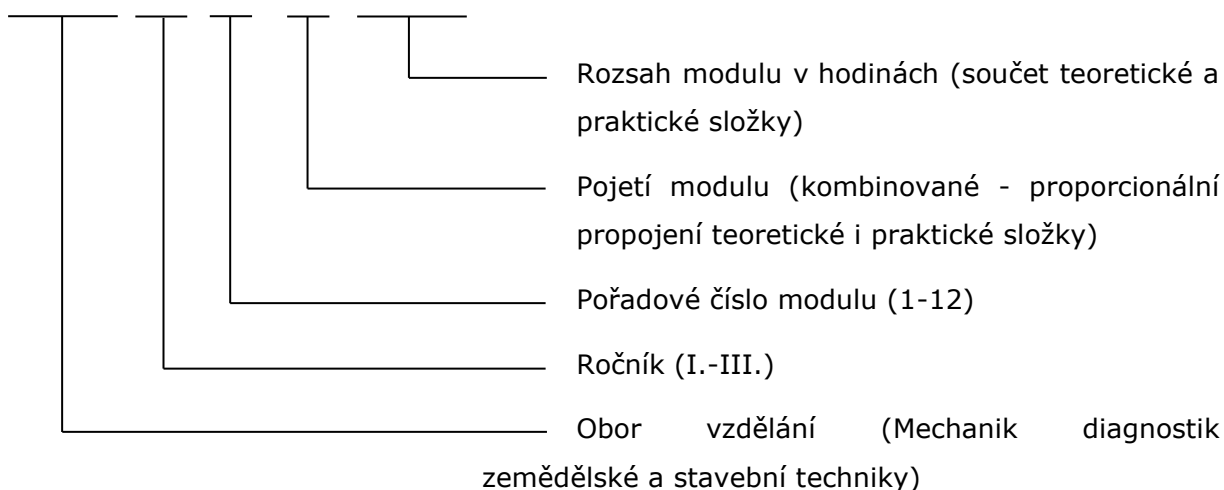 Rozsah modulu v hodinách (součet teoretické a
praktické složky)
Pojetí modulu (kombinované - proporcionální
propojení teoretické i praktické složky)
Pořadové číslo modulu (1-12)
Ročník (I.-III.)
Obor vzdělání (Mechanik diagnostik
zemědělské a stavební techniky)